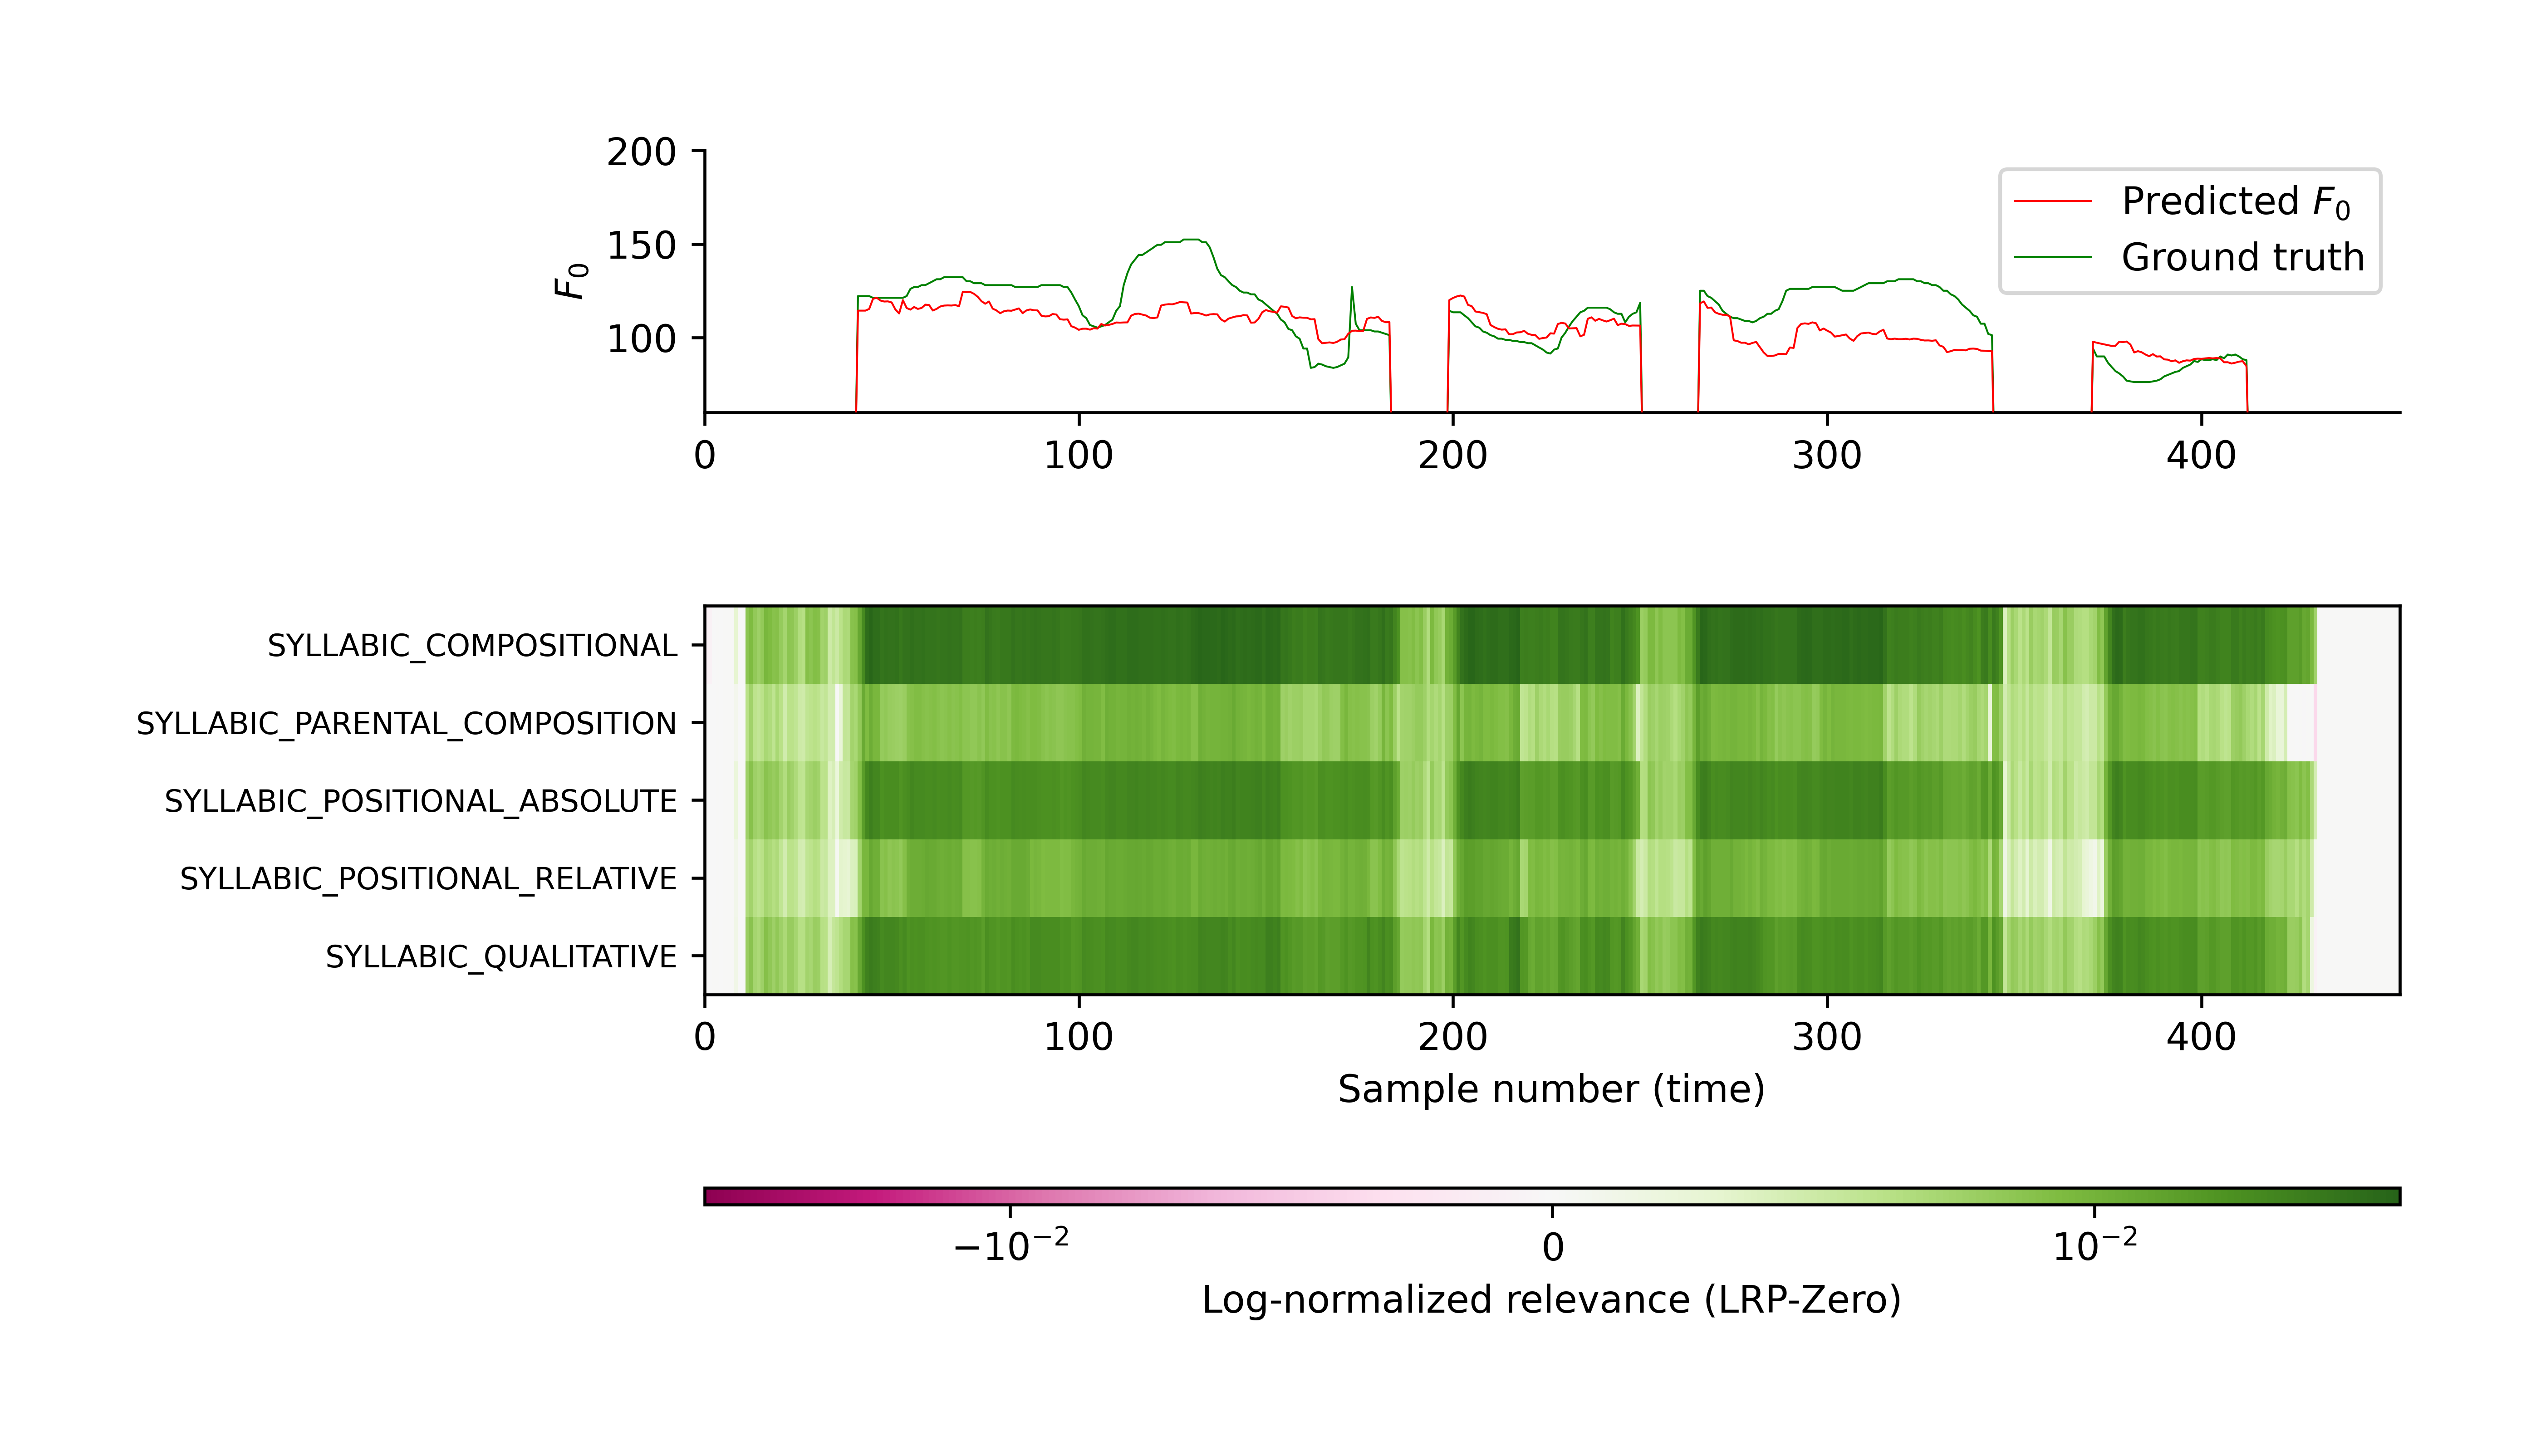 200
150
100
F₀
Predicted F₀
Ground truth
0 100 200 300 400
SYLLABIC_COMPOSITIONAL
SYLLABIC_PARENTAL_COMPOSITION
SYLLABIC_POSITIONAL_ABSOLUTE
SYLLABIC_POSITIONAL_RELATIVE
SYLLABIC_QUALITATIVE
0 100 200 300 400
Sample number (time)
−10⁻² 0 10⁻²
Log-normalized relevance (LRP-Zero)